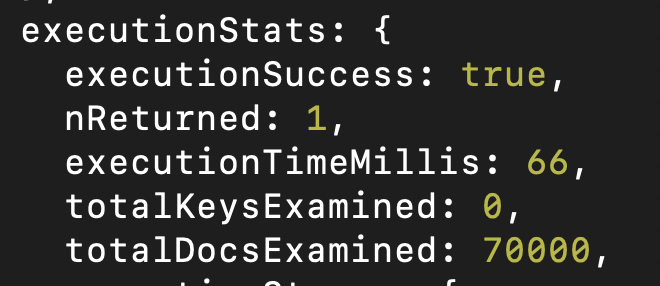 executionStats: {
executionSuccess: true,
nReturned: 1,
executionTimeMillis: 66,
totalKeysExamined: 0,
totalDocsExamined: 70000,